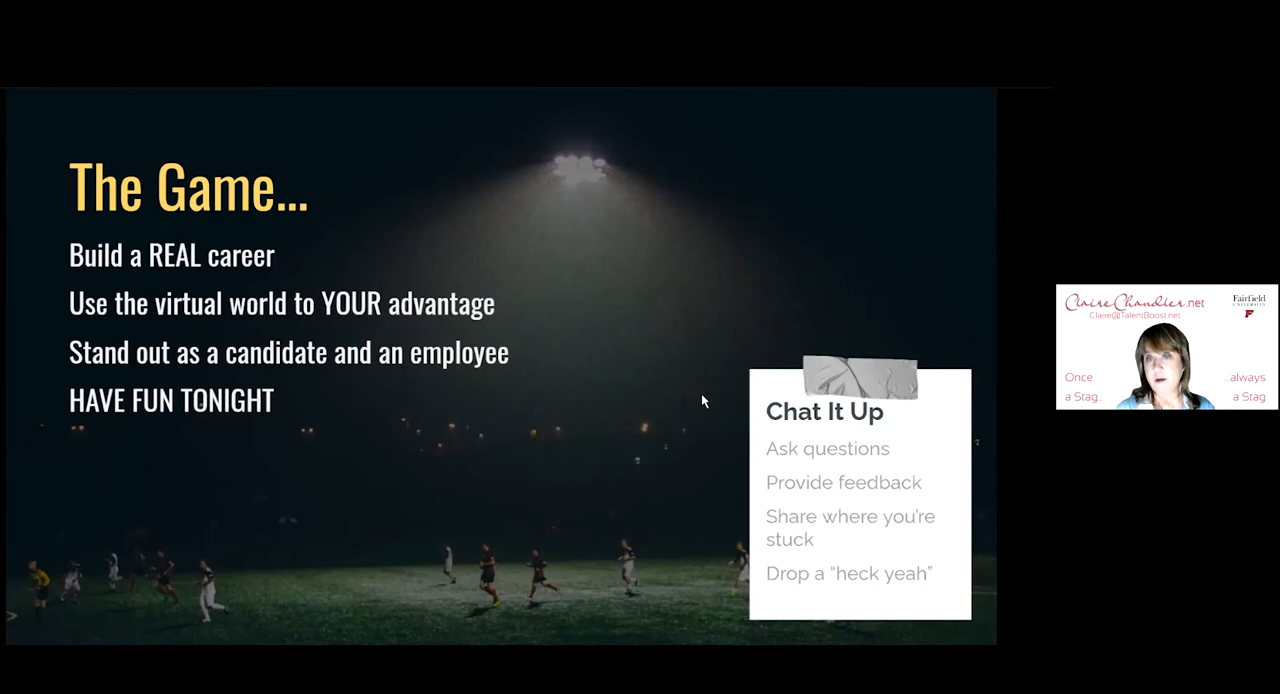 The Game...
Build a REAL career
Use the virtual world to YOUR advantage
Stand out as a candidate and an employee
HAVE FUN TONIGHT
Chat It Up
Ask questions
Provide feedback
Share where you're
stuck
Drop a “heck yeah”
ClaireChandler.net
Claire@TalentBoost.net
Fairfield
UNIVERSITY
F
Once
a Stag...
...always
a Stag